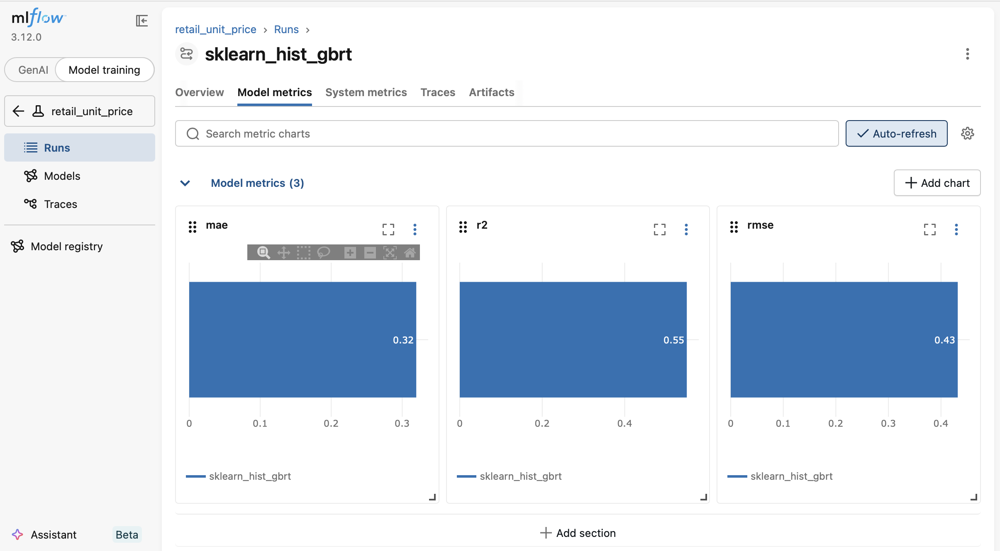 mlflow
3.12.0
GenAI
Model training
retail_unit_price
Runs
Models
Traces
Model registry
Assistant
Beta
retail_unit_price › Runs ›
sklearn_hist_gbrt
Overview Model metrics System metrics Traces Artifacts
Search metric charts
Auto-refresh
Model metrics (3)
Add chart
mae
0.32
0 0.1 0.2 0.3
sklearn_hist_gbrt
r2
0.55
0 0.2 0.4
sklearn_hist_gbrt
rmse
0.43
0 0.1 0.2 0.3 0.4
sklearn_hist_gbrt
Add section